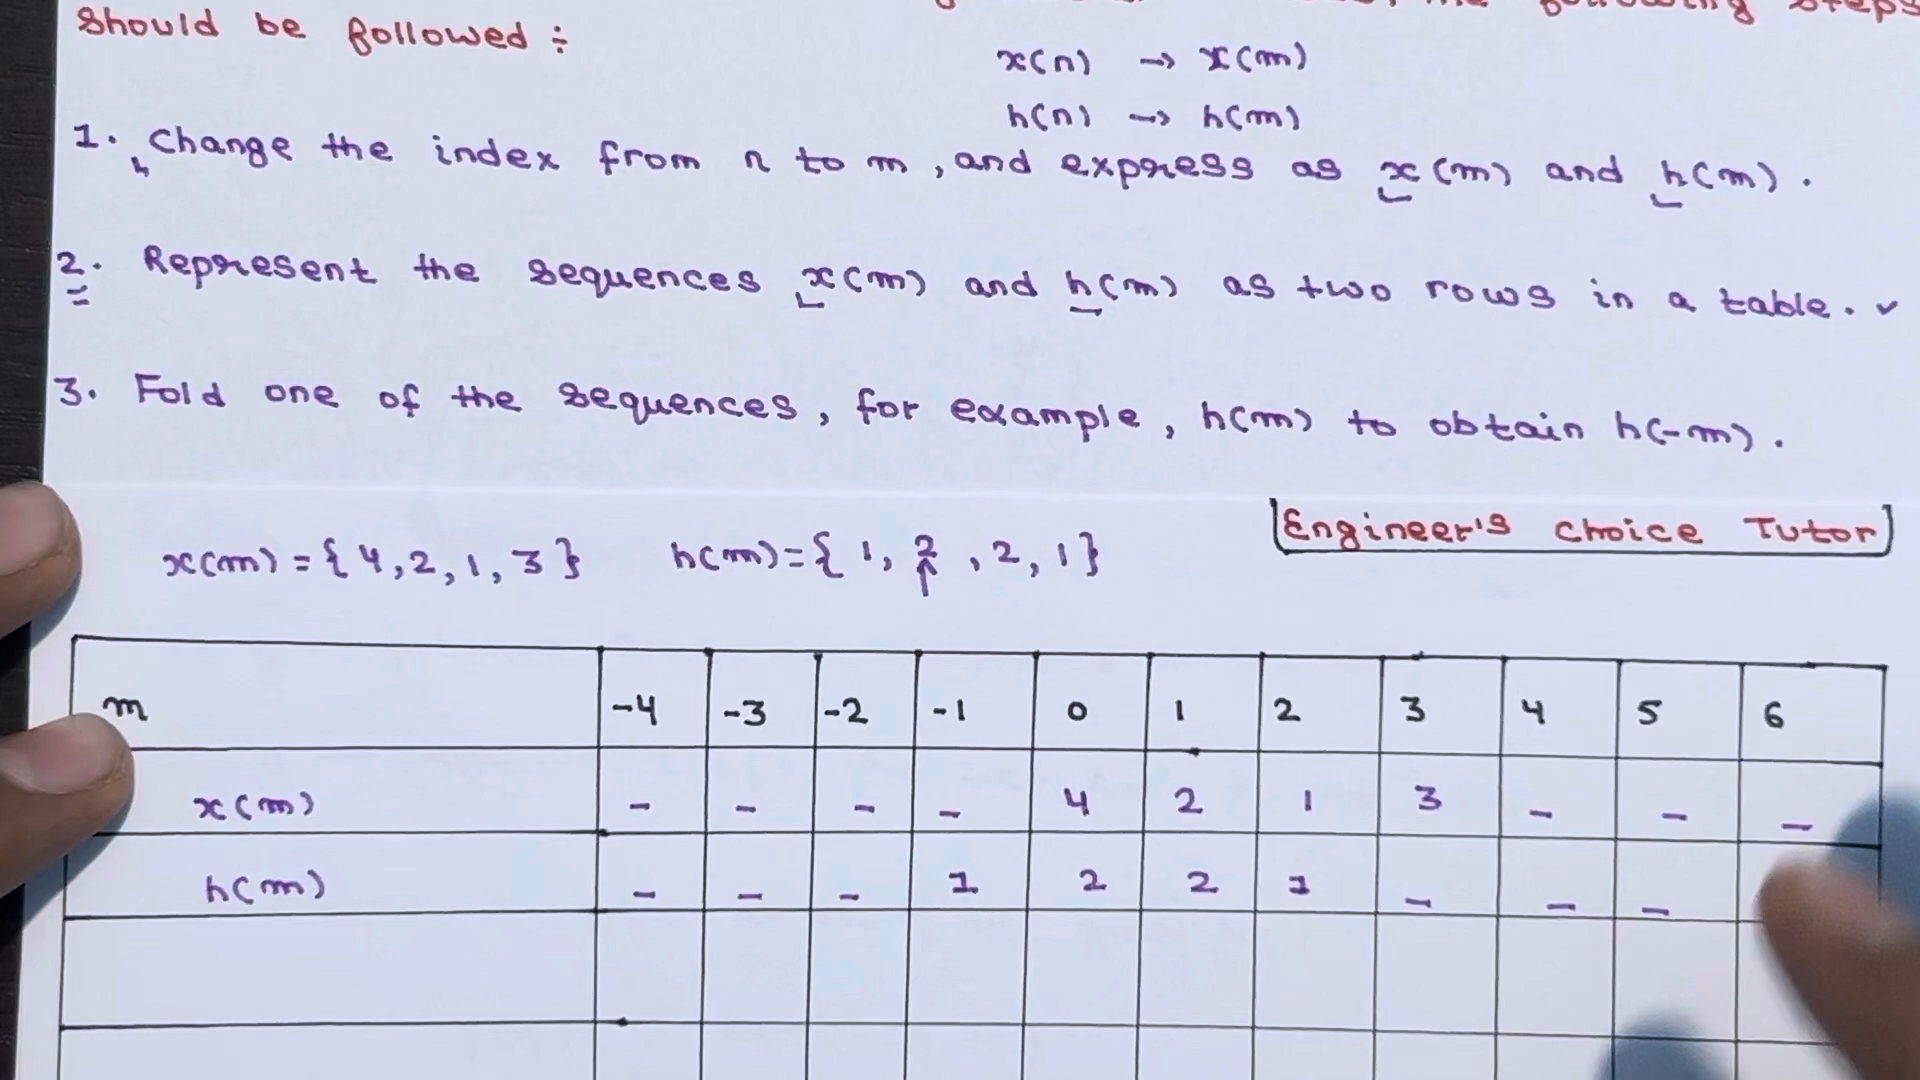 following steps
should be followed :
x(n) → x(m)
h(n) → h(m)
1. Change the index from n to m, and express as x(m) and h(m).
2. Represent the sequences x(m) and h(m) as two rows in a table. ✓
3. Fold one of the sequences, for example, h(m) to obtain h(-m).
Engineer's choice Tutor
x(m) = {4,2,1,3} h(m) = {1, 2, 2, 1}
↑
m -4 -3 -2 -1 0 1 2 3 4 5 6
x(m) - - - - 4 2 1 3 - - -
h(m) - - - 1 2 2 1 - - -